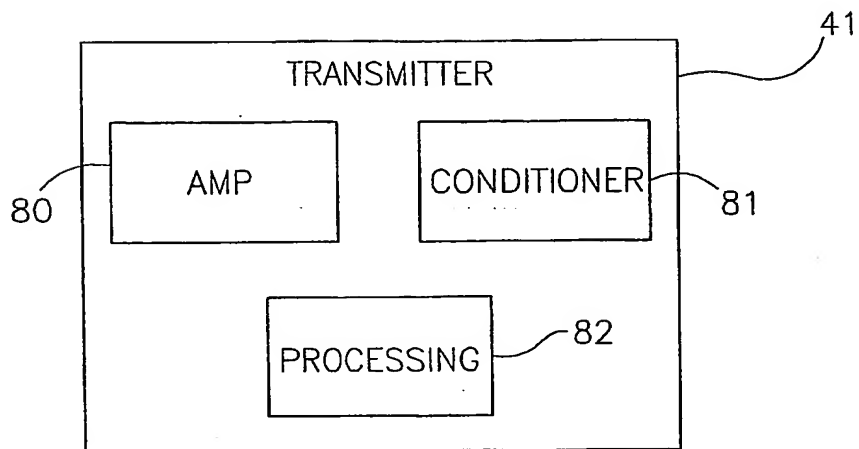 41
TRANSMITTER
AMP
CONDITIONER
80
81
PROCESSING
82